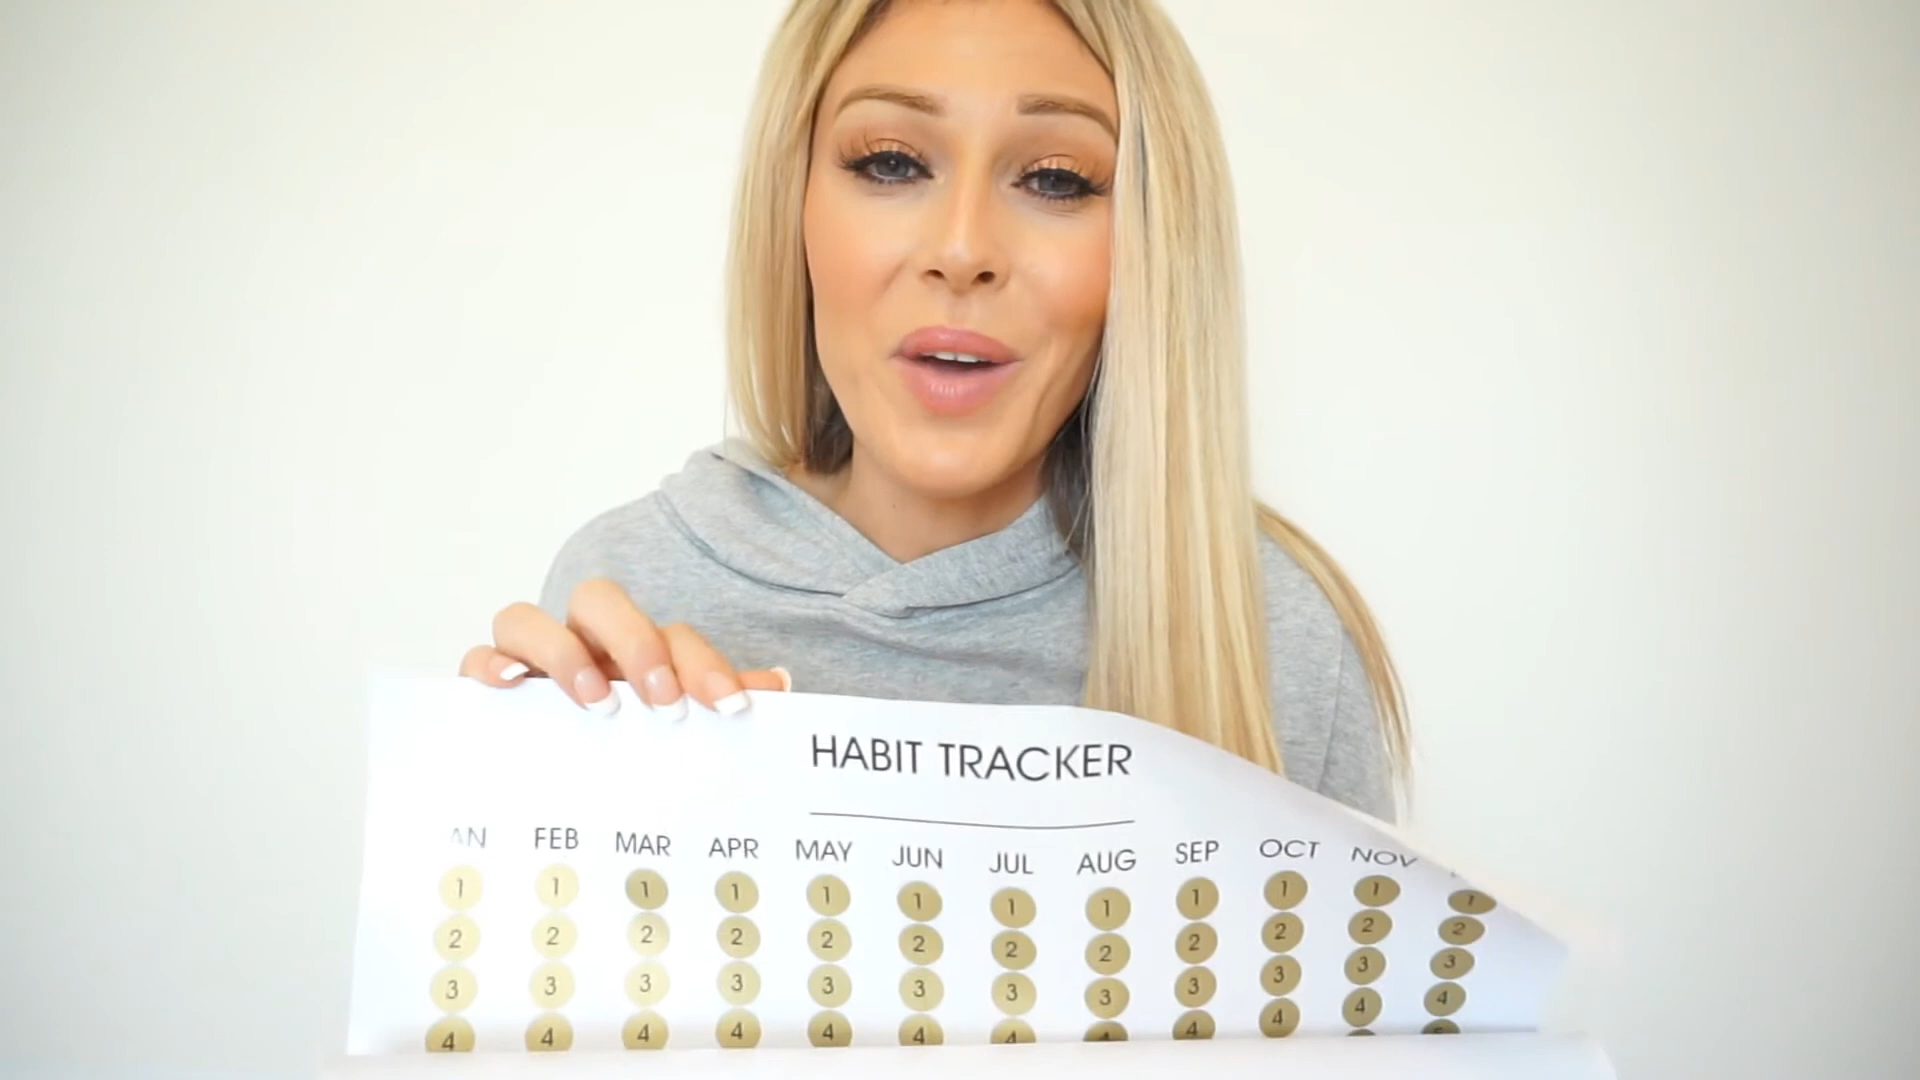 HABIT TRACKER
AN FEB MAR APR MAY JUN JUL AUG SEP OCT NOV
1 1 1 1 1 1 1 1 1 1 1 1
2 2 2 2 2 2 2 2 2 2 2 2
3 3 3 3 3 3 3 3 3 3 3 3
4 4 4 4 4 4 4 4 4 4 4 4